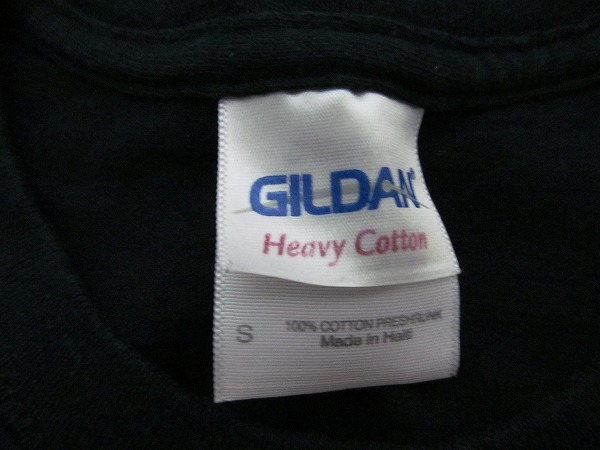 GILDAN®
Heavy Cotton
S
100% COTTON PRESHRUNK
Made in Haiti